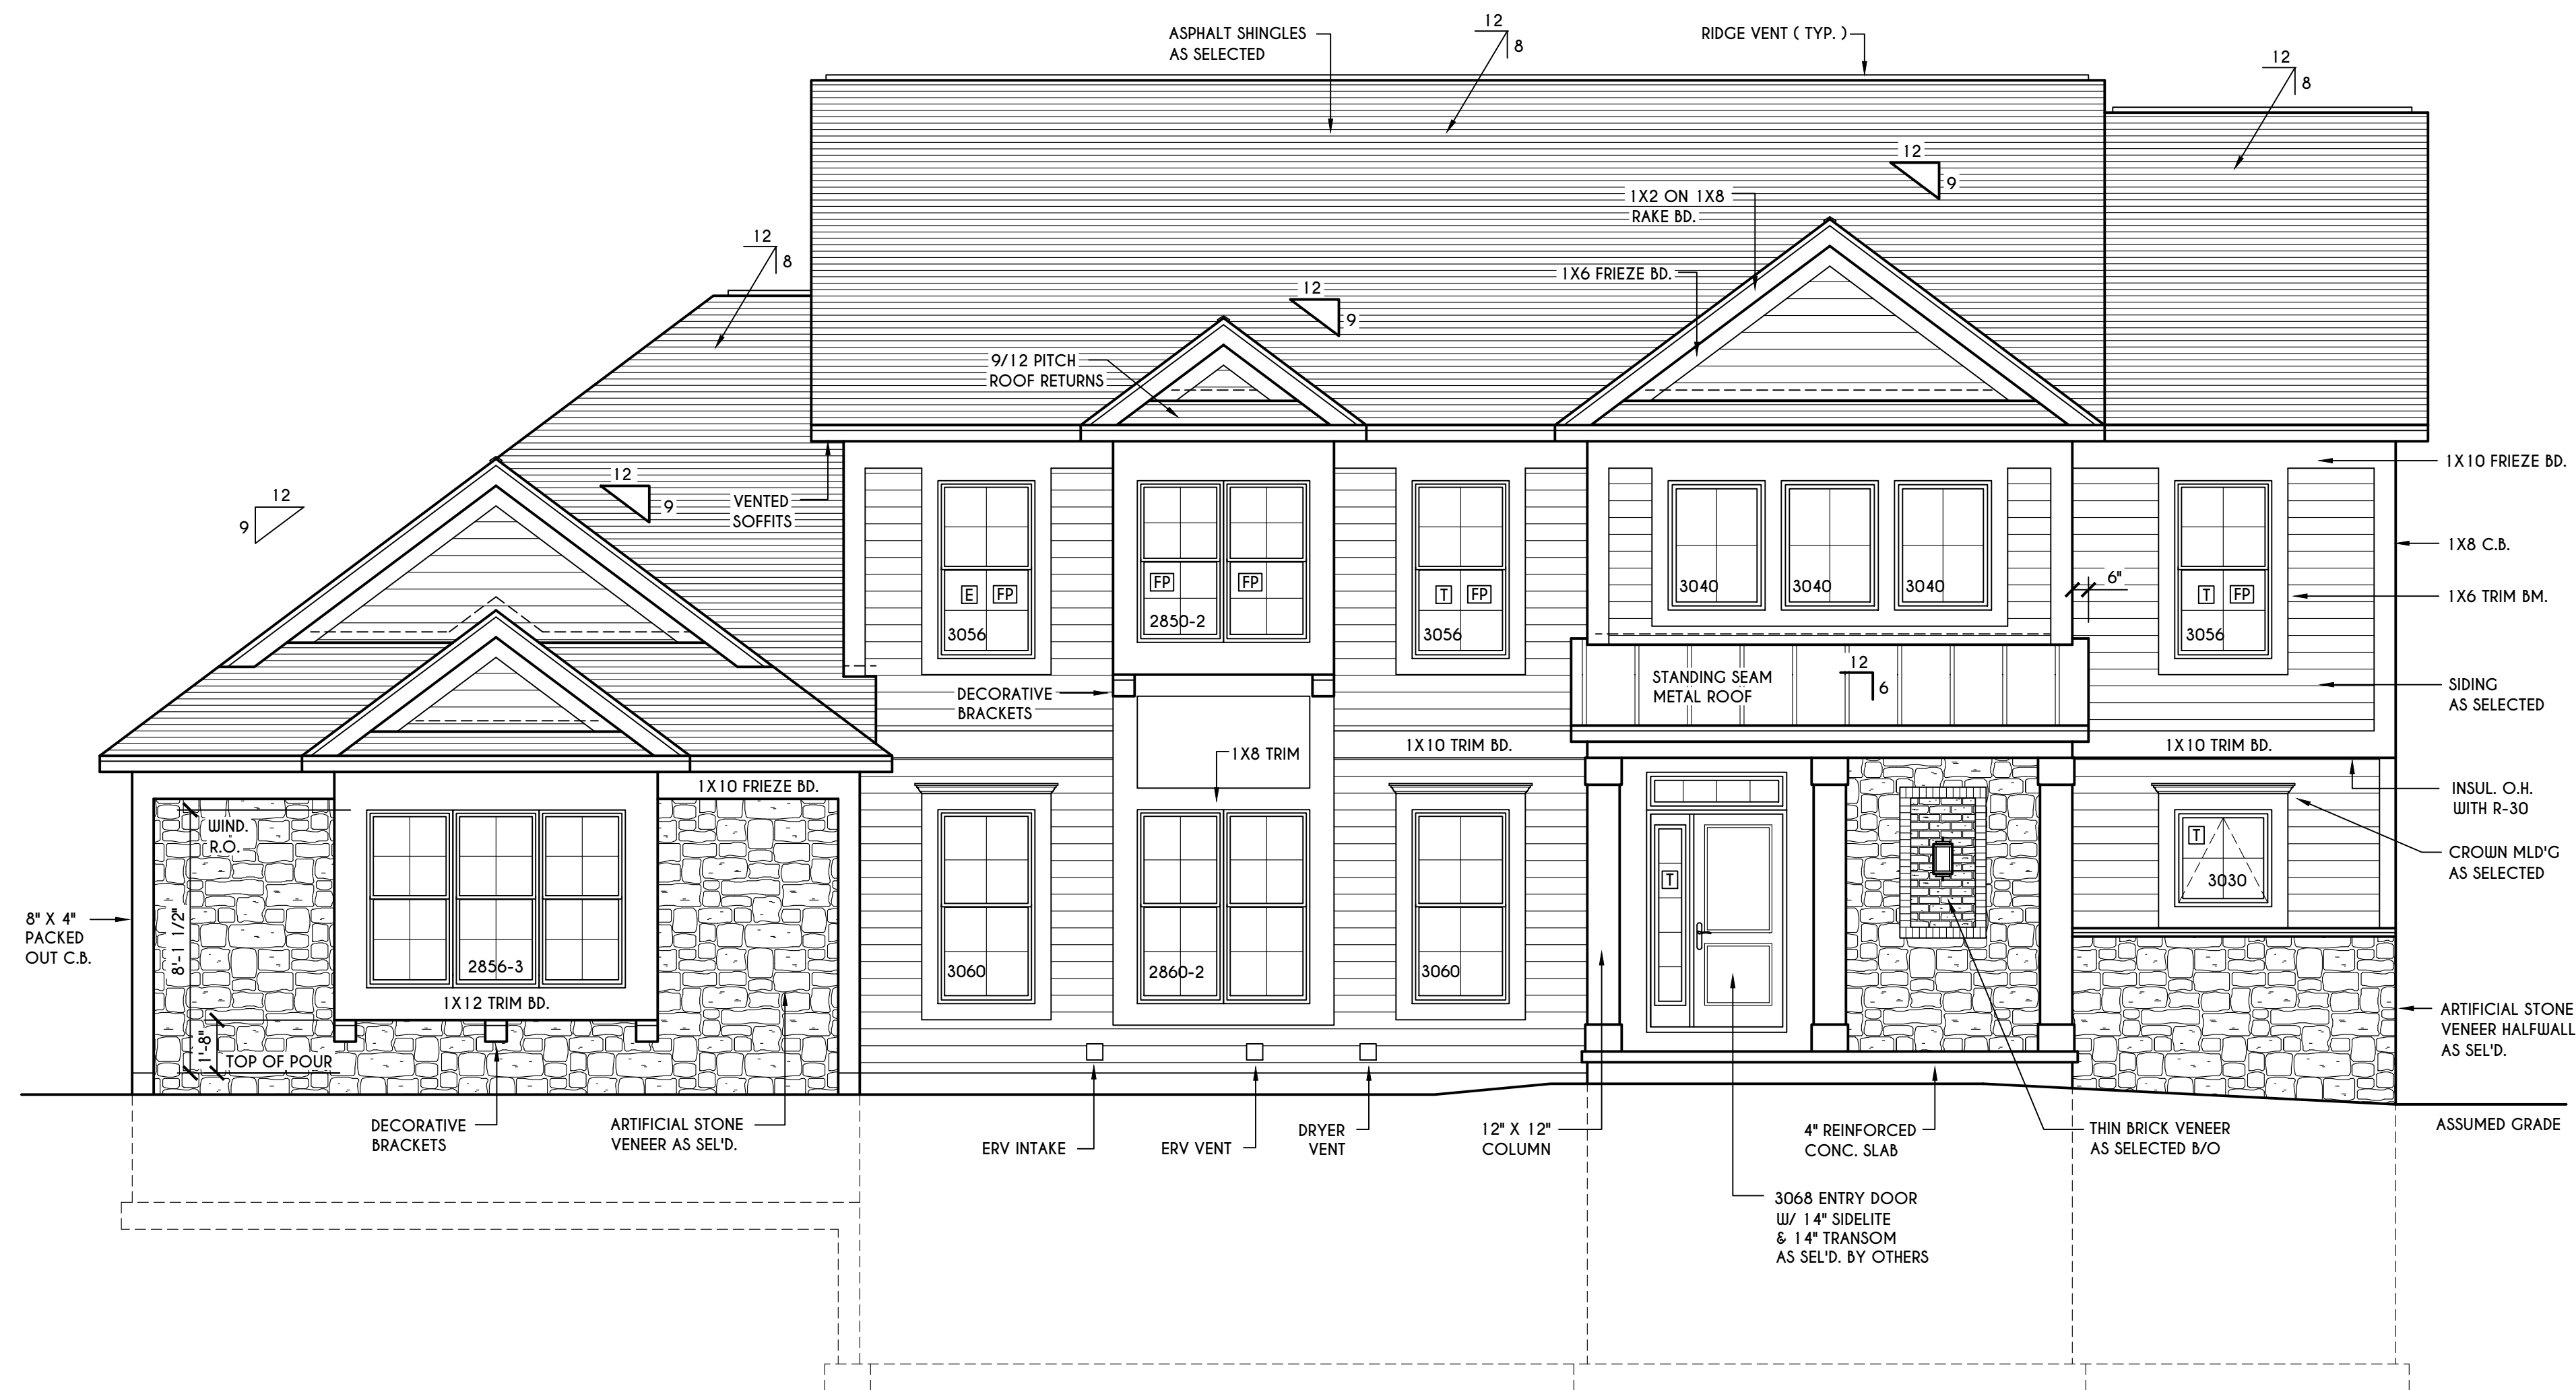 ASPHALT SHINGLES
AS SELECTED
12
8
RIDGE VENT ( TYP. )
12
8
12
9
1X2 ON 1X8
RAKE BD.
12
8
1X6 FRIEZE BD.
12
9
9/12 PITCH
ROOF RETURNS
12
9
12
9
VENTED
SOFFITS
1X10 FRIEZE BD.
1X8 C.B.
1X6 TRIM BM.
SIDING
AS SELECTED
E
FP
3056
FP
FP
2850-2
T
FP
3056
3040
3040
3040
6"
T
FP
3056
DECORATIVE
BRACKETS
STANDING SEAM
METAL ROOF
12
6
1X8 TRIM
1X10 TRIM BD.
1X10 TRIM BD.
1X10 FRIEZE BD.
INSUL. O.H.
WITH R-30
CROWN MLD'G
AS SELECTED
WIND.
R.O.
8'-1 1/2"
8" X 4"
PACKED
OUT C.B.
2856-3
1X12 TRIM BD.
3060
2860-2
3060
T
T
3030
1'-8"
TOP OF POUR
ARTIFICIAL STONE
VENEER HALFWALL
AS SEL'D.
DECORATIVE
BRACKETS
ARTIFICIAL STONE
VENEER AS SEL'D.
ERV INTAKE
ERV VENT
DRYER
VENT
12" X 12"
COLUMN
4" REINFORCED
CONC. SLAB
THIN BRICK VENEER
AS SELECTED B/O
ASSUMED GRADE
3068 ENTRY DOOR
W/ 14" SIDELITE
& 14" TRANSOM
AS SEL'D. BY OTHERS